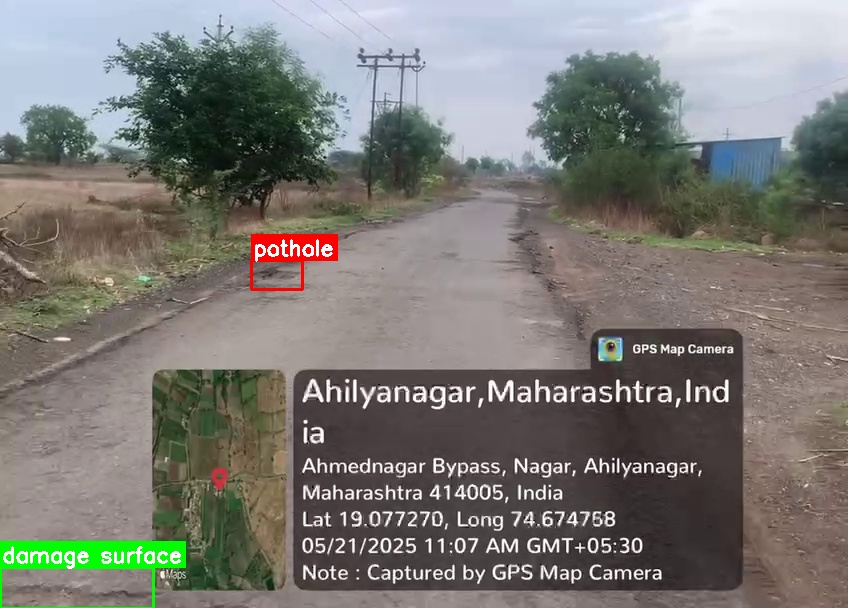 pothole
GPS Map Camera
Ahilyanagar,Maharashtra,Ind
ia
Ahmednagar Bypass, Nagar, Ahilyanagar,
Maharashtra 414005, India
Lat 19.077270, Long 74.674768
05/21/2025 11:07 AM GMT+05:30
Note : Captured by GPS Map Camera
damage surface
Maps